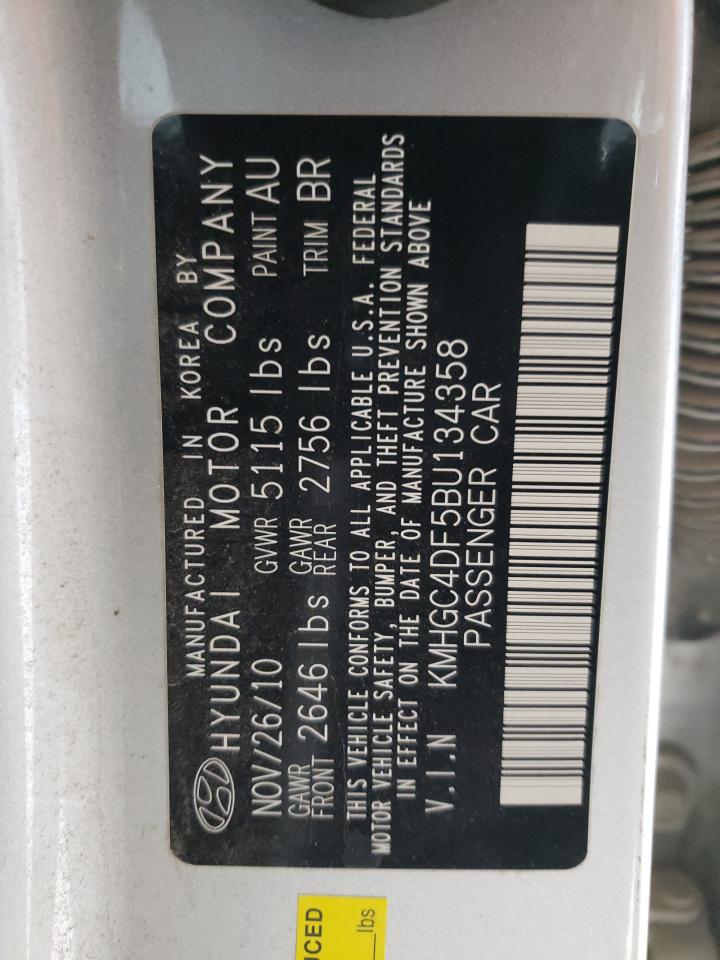 MANUFACTURED IN KOREA BY
HYUNDAI MOTOR COMPANY
NOV/26/10 GVWR 5115 lbs PAINT AU
GAWR FRONT 2646 lbs GAWR REAR 2756 lbs TRIM BR
THIS VEHICLE CONFORMS TO ALL APPLICABLE U.S.A. FEDERAL
MOTOR VEHICLE SAFETY, BUMPER, AND THEFT PREVENTION STANDARDS
IN EFFECT ON THE DATE OF MANUFACTURE SHOWN ABOVE
V.I.N KMHGC4DF5BU134358
PASSENGER CAR
UCED
lbs